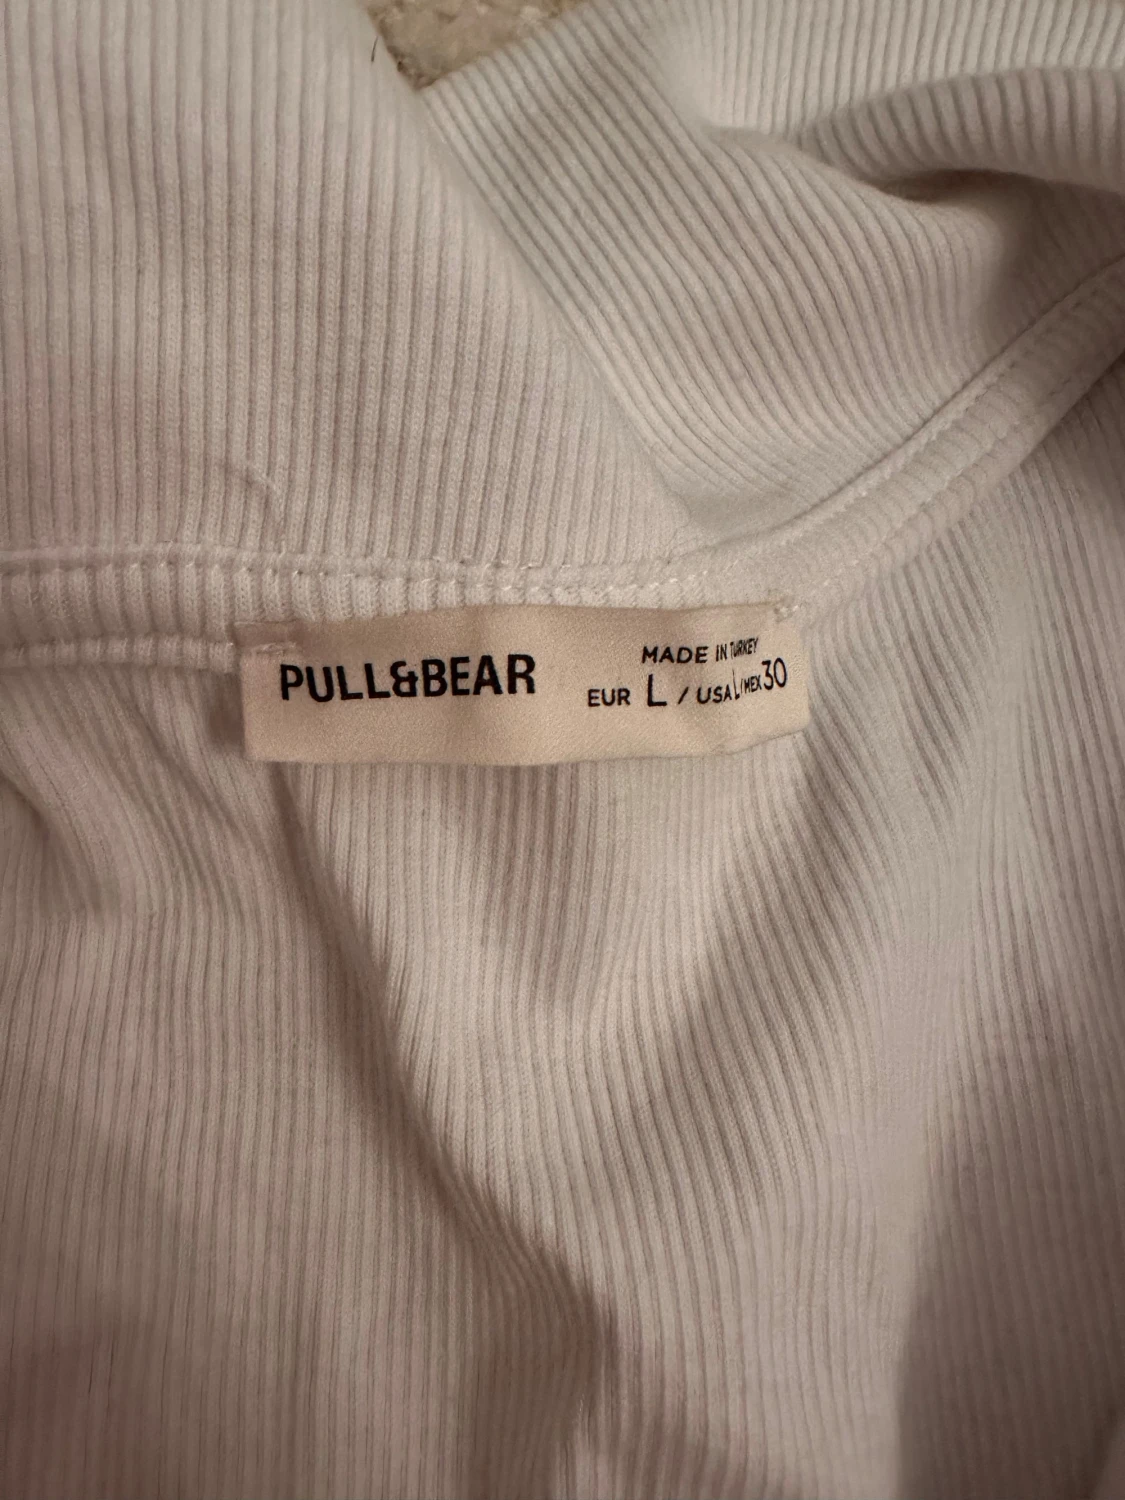 PULL&BEAR
MADE IN TURKEY
EUR L / USA L / MEX 30